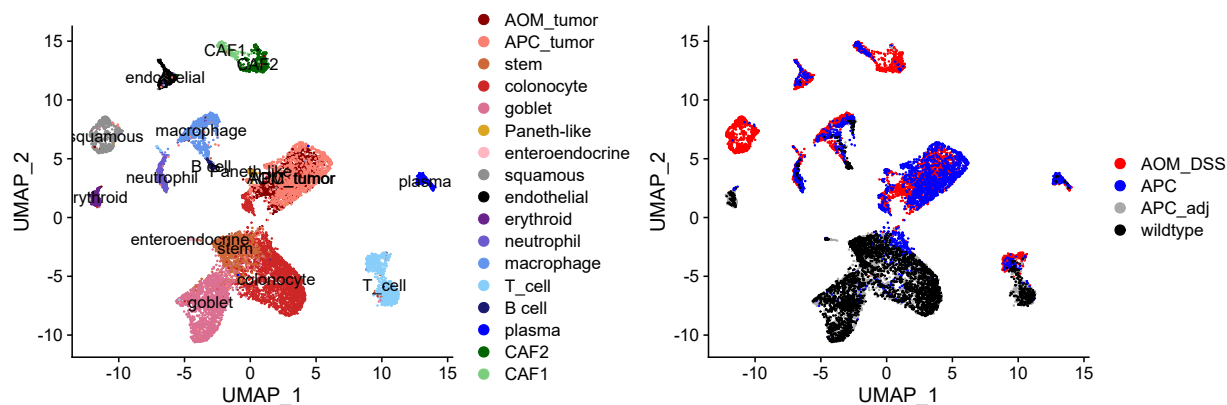 15
10
5
0
-5
-10
UMAP_2
-10
-5
0
5
10
15
UMAP_1
CAF1
CAF2
endothelial
squamous
macrophage
B cell
Paneth-like
neutrophil
APC_tumor
plasma
erythroid
enteroendocrine
stem
colonocyte
goblet
T_cell
AOM_tumor
APC_tumor
stem
colonocyte
goblet
Paneth-like
enteroendocrine
squamous
endothelial
erythroid
neutrophil
macrophage
T_cell
B cell
plasma
CAF2
CAF1
15
10
5
0
-5
-10
UMAP_2
-10
-5
0
5
10
15
UMAP_1
AOM_DSS
APC
APC_adj
wildtype